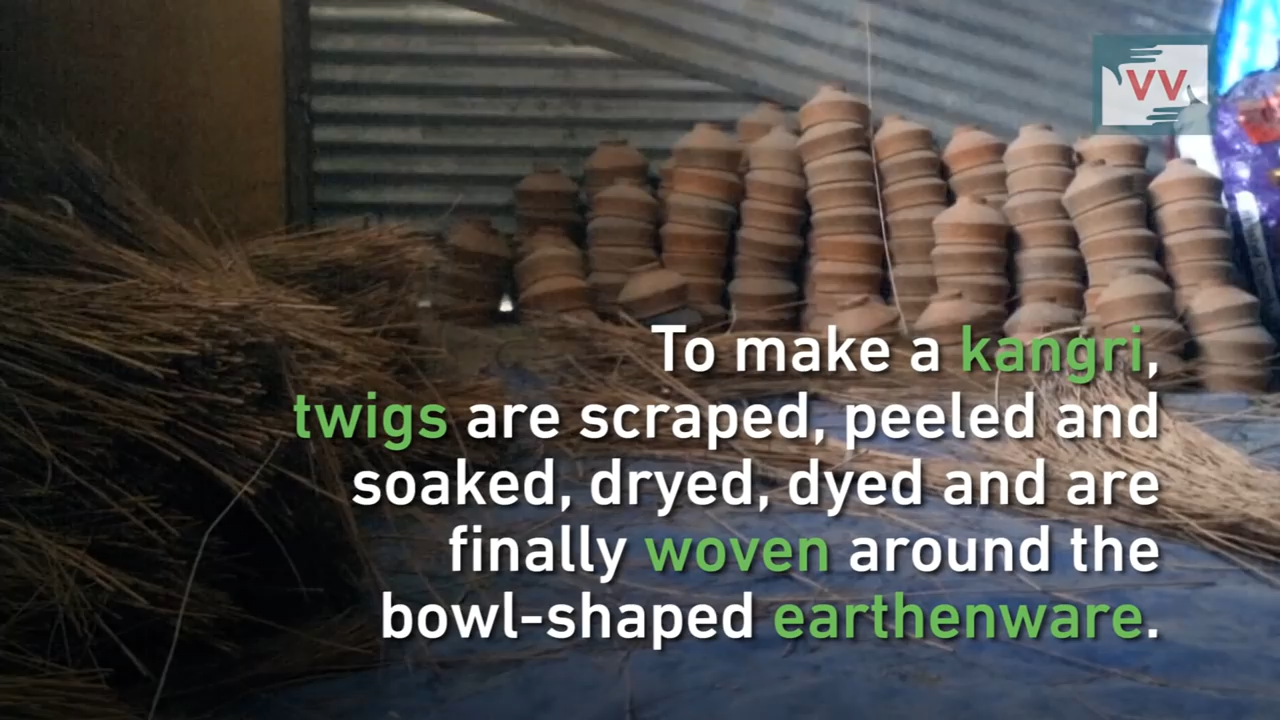 VV
To make a kangri,
twigs are scraped, peeled and
soaked, dryed, dyed and are
finally woven around the
bowl-shaped earthenware.